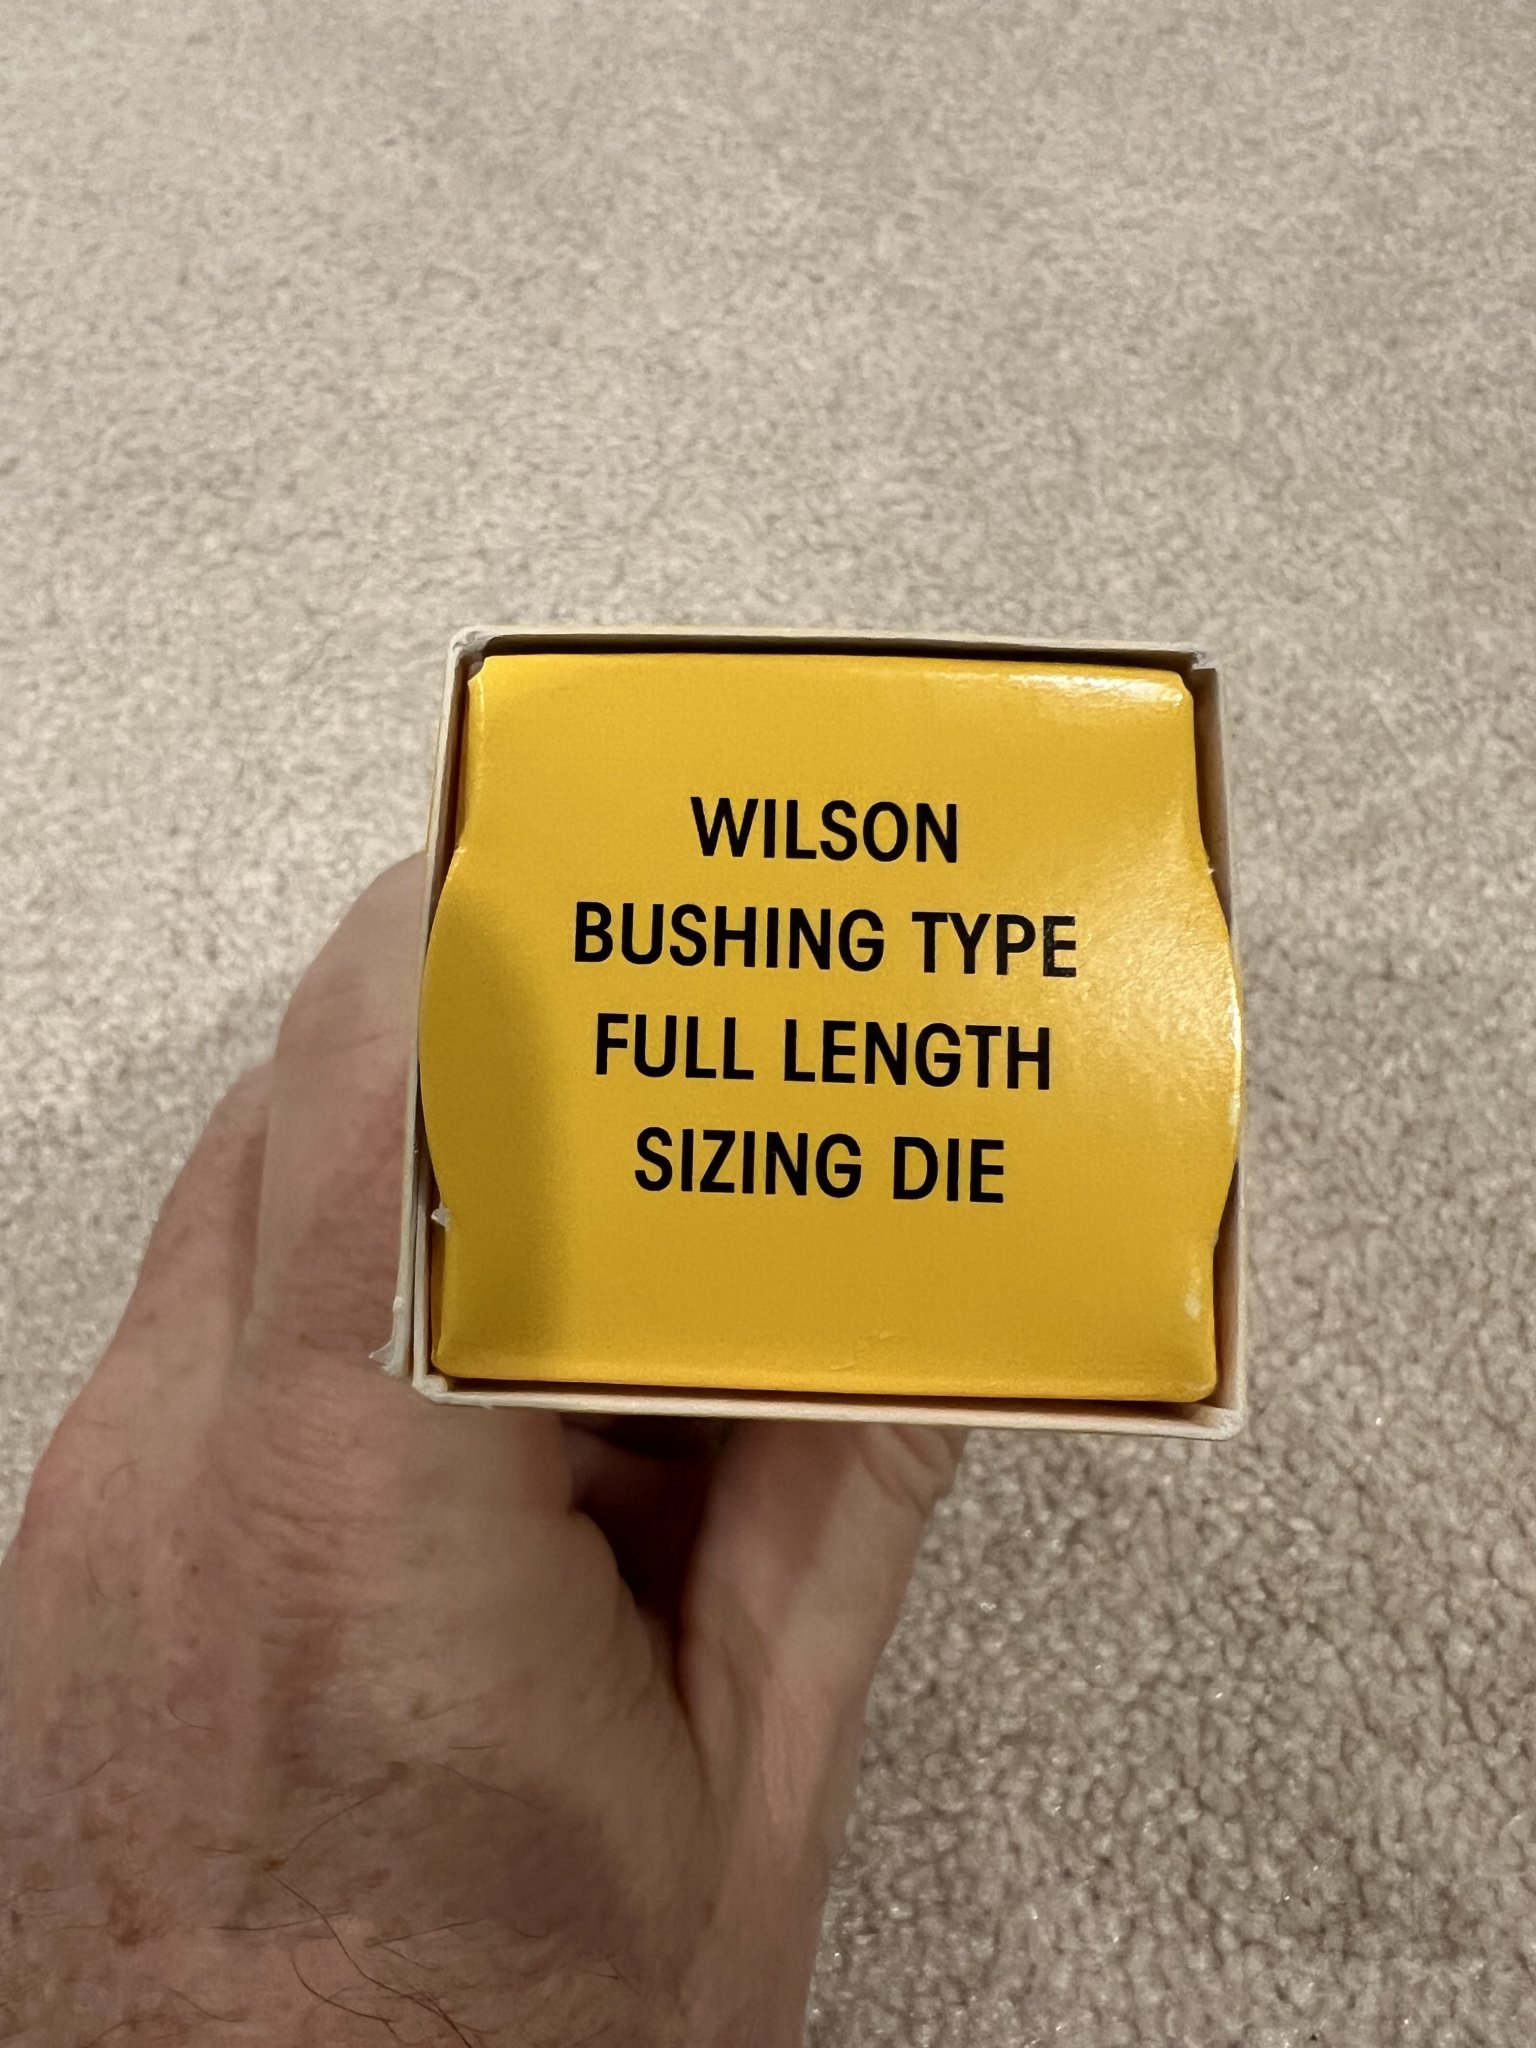 WILSON
BUSHING TYPE
FULL LENGTH
SIZING DIE